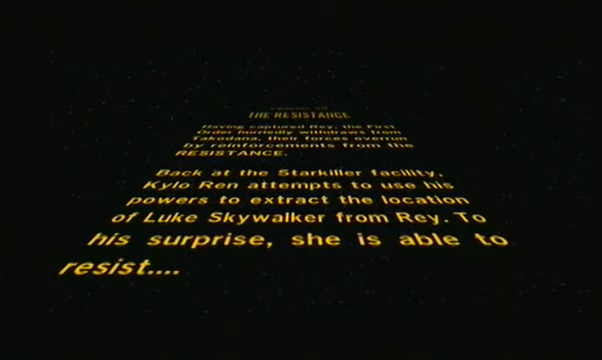 THE RESISTANCE
Having captured Rey, the First
Order hurriedly withdraws from
Takodana, their forces overrun
by reinforcements from the
RESISTANCE.
Back at the Starkiller facility,
Kylo Ren attempts to use his
powers to extract the location
of Luke Skywalker from Rey. To
his surprise, she is able to
resist....